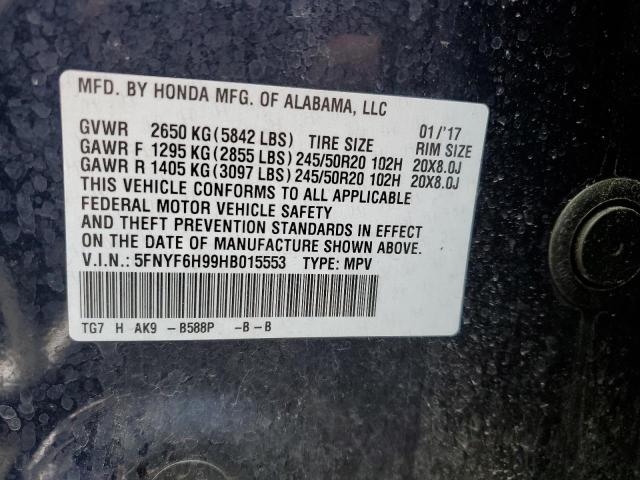 MFD. BY HONDA MFG. OF ALABAMA, LLC
01/'17
GVWR 2650 KG (5842 LBS) TIRE SIZE RIM SIZE
GAWR F 1295 KG (2855 LBS) 245/50R20 102H 20X8.0J
GAWR R 1405 KG (3097 LBS) 245/50R20 102H 20X8.0J
THIS VEHICLE CONFORMS TO ALL APPLICABLE
FEDERAL MOTOR VEHICLE SAFETY
AND THEFT PREVENTION STANDARDS IN EFFECT
ON THE DATE OF MANUFACTURE SHOWN ABOVE.
V.I.N.: 5FNYF6H99HB015553 TYPE: MPV
TG7 H AK9 - B588P - B - B